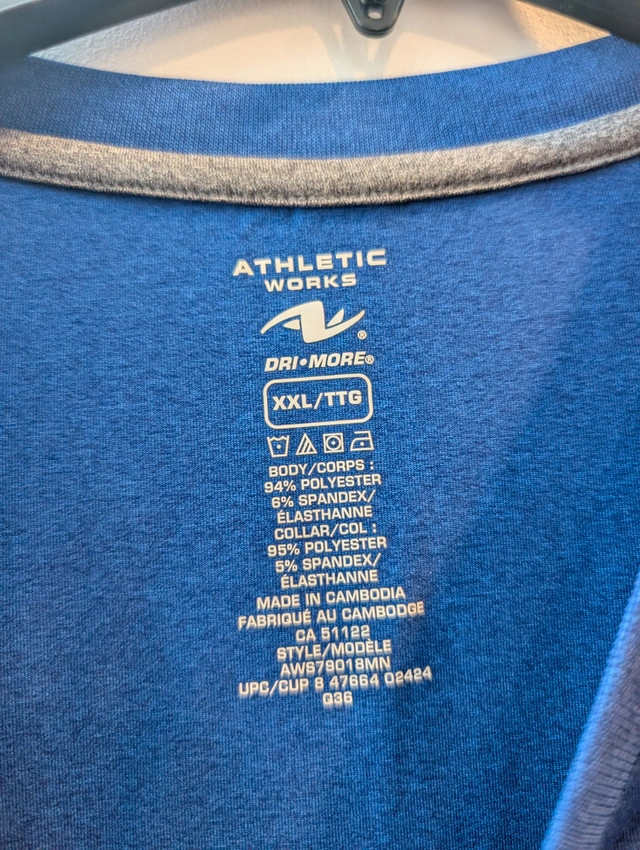 ATHLETIC
WORKS
®
DRI•MORE®
XXL/TTG
BODY/CORPS :
94% POLYESTER
6% SPANDEX/
ÉLASTHANNE
COLLAR/COL :
95% POLYESTER
5% SPANDEX/
ÉLASTHANNE
MADE IN CAMBODIA
FABRIQUÉ AU CAMBODGE
CA 51122
STYLE/MODÈLE
AWS79018MN
UPC/CUP 8 47664 02424
Q36